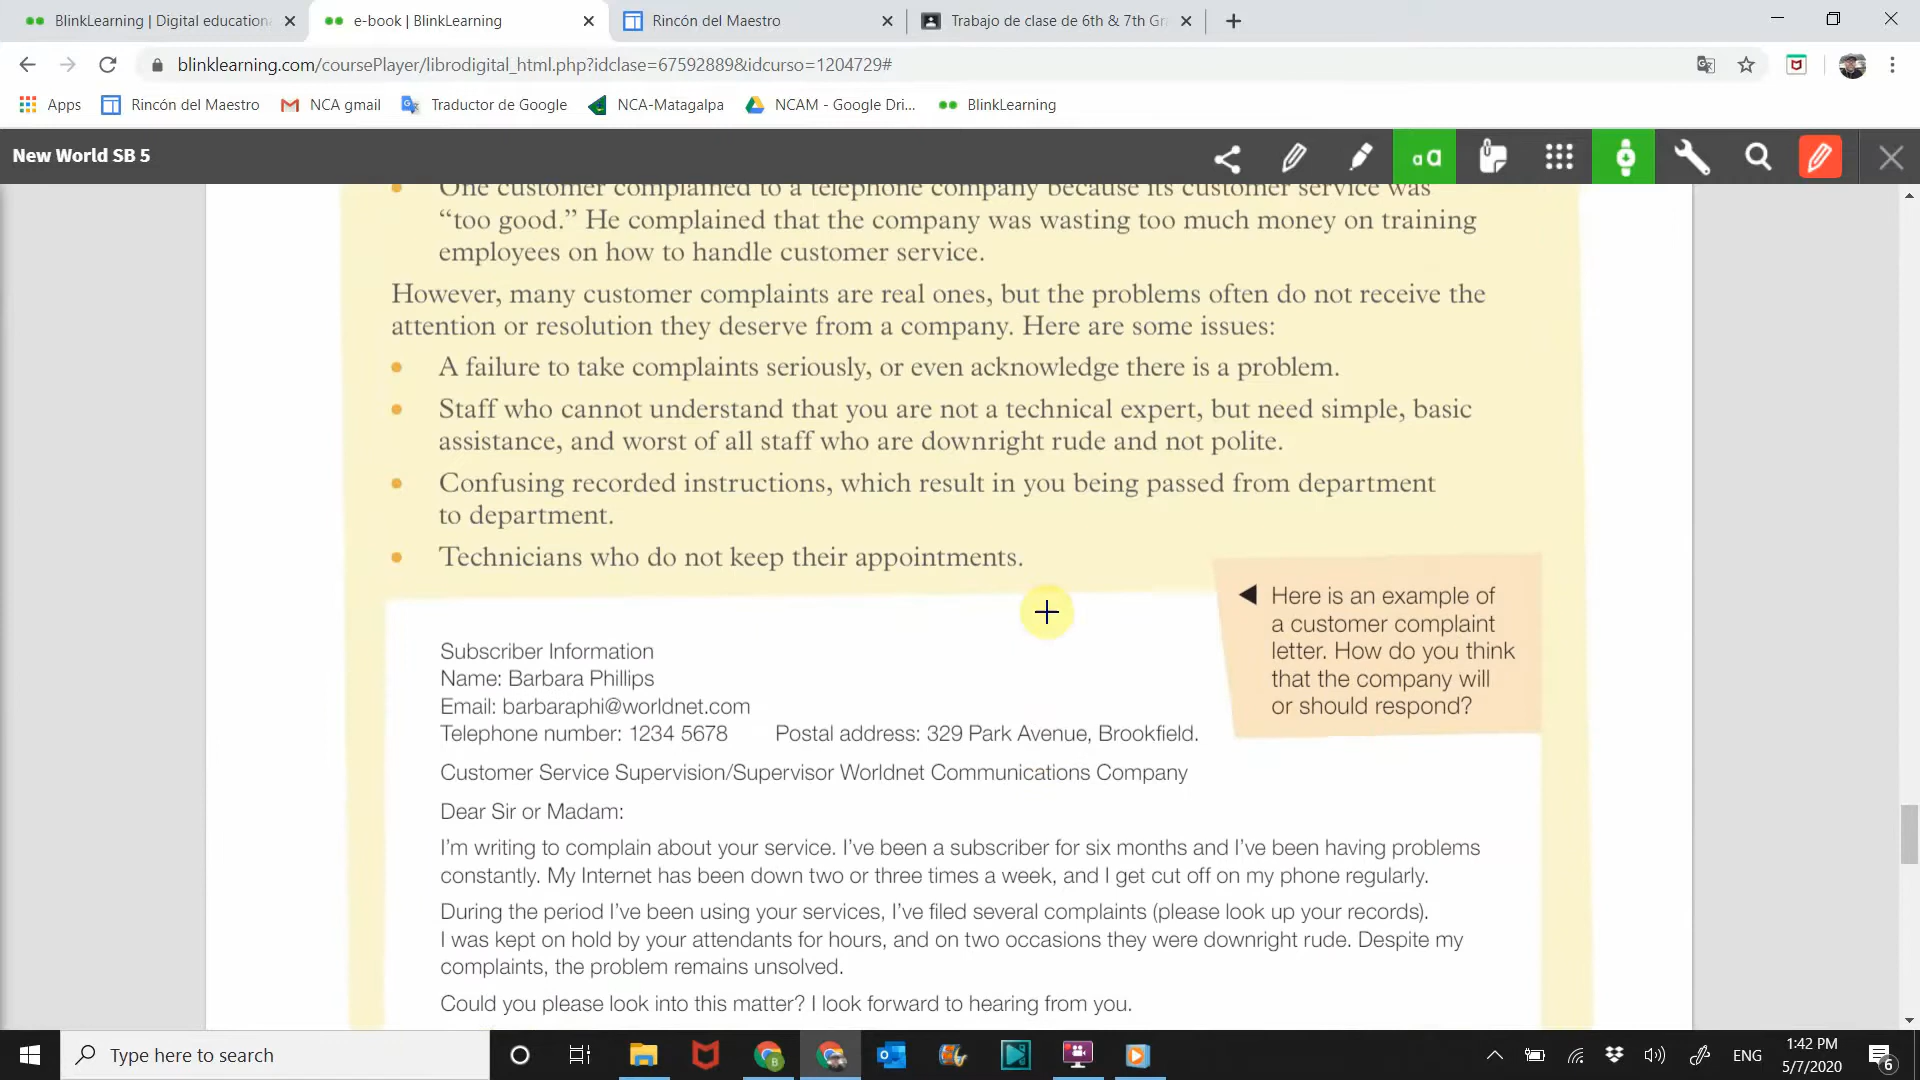 BlinkLearning | Digital educationa
e-book | BlinkLearning
Rincón del Maestro
Trabajo de clase de 6th & 7th Gr
blinklearning.com/coursePlayer/librodigital_html.php?idclase=67592889&idcurso=1204729#
Apps
Rincón del Maestro
NCA gmail
Traductor de Google
NCA-Matagalpa
NCAM - Google Dri...
BlinkLearning
New World SB 5
aa
One customer complained to a telephone company because its customer service was
“too good.” He complained that the company was wasting too much money on training
employees on how to handle customer service.
However, many customer complaints are real ones, but the problems often do not receive the
attention or resolution they deserve from a company. Here are some issues:
A failure to take complaints seriously, or even acknowledge there is a problem.
Staff who cannot understand that you are not a technical expert, but need simple, basic
assistance, and worst of all staff who are downright rude and not polite.
Confusing recorded instructions, which result in you being passed from department
to department.
Technicians who do not keep their appointments.
Here is an example of
a customer complaint
letter. How do you think
that the company will
or should respond?
Subscriber Information
Name: Barbara Phillips
Email: barbaraphi@worldnet.com
Telephone number: 1234 5678 Postal address: 329 Park Avenue, Brookfield.
Customer Service Supervision/Supervisor Worldnet Communications Company
Dear Sir or Madam:
I’m writing to complain about your service. I’ve been a subscriber for six months and I’ve been having problems
constantly. My Internet has been down two or three times a week, and I get cut off on my phone regularly.
During the period I’ve been using your services, I’ve filed several complaints (please look up your records).
I was kept on hold by your attendants for hours, and on two occasions they were downright rude. Despite my
complaints, the problem remains unsolved.
Could you please look into this matter? I look forward to hearing from you.
Type here to search
ENG
1:42 PM
5/7/2020
6